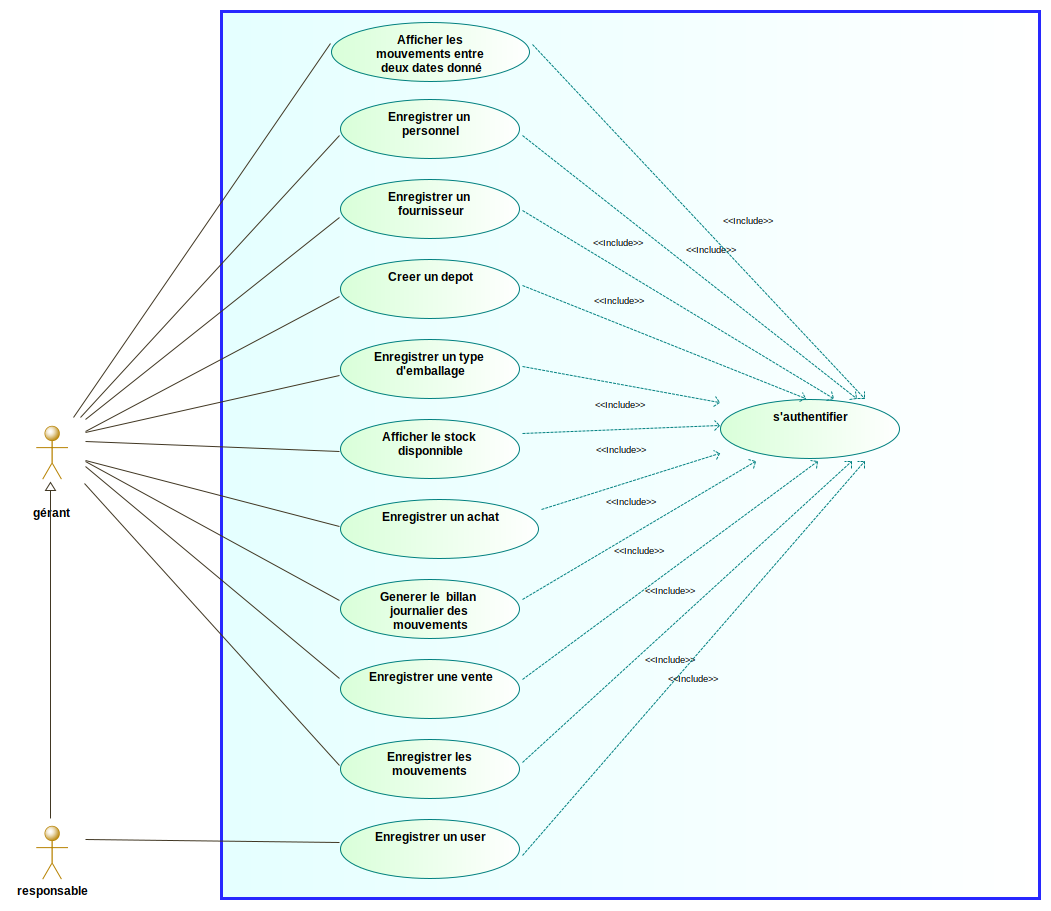 Afficher les
mouvements entre
deux dates donné
Enregistrer un
personnel
Enregistrer un
fournisseur
Creer un depot
Enregistrer un type
d'emballage
Afficher le stock
disponnible
Enregistrer un achat
Generer le  billan
journalier des
mouvements
Enregistrer une vente
Enregistrer les
mouvements
Enregistrer un user
gérant
responsable
<<Include>>
<<Include>>
<<Include>>
<<Include>>
<<Include>>
<<Include>>
<<Include>>
<<Include>>
<<Include>>
<<Include>>
<<Include>>
s'authentifier